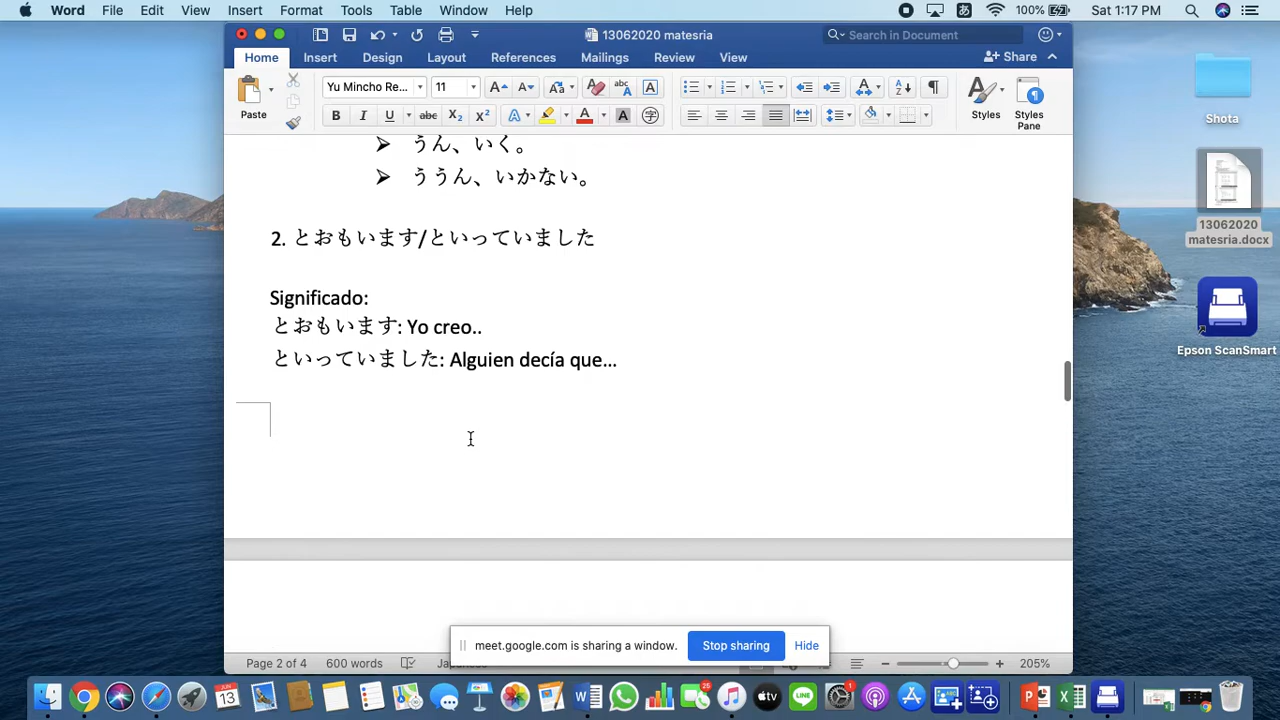 Word File Edit View Insert Format Tools Table Window Help 100% Sat 1:17 PM
13062020 matesria Search in Document
Home Insert Design Layout References Mailings Review View Share
Paste Yu Mincho Re... 11 Styles Styles Pane
うん、いく。
ううん、いかない。
2. とおもいます/といっていました
Significado:
とおもいます: Yo creo..
といっていました: Alguien decía que...
meet.google.com is sharing a window. Stop sharing Hide
Page 2 of 4 600 words 205%
Shota
13062020
matesria.docx
Epson ScanSmart